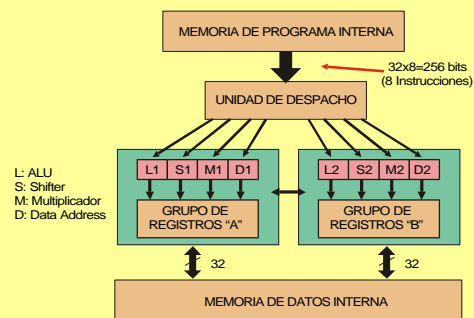 MEMORIA DE PROGRAMA INTERNA
32x8=256 bits
(8 Instrucciones)
UNIDAD DE DESPACHO
L1 S1 M1 D1
L2 S2 M2 D2
L: ALU
S: Shifter
M: Multiplicador
D: Data Address
GRUPO DE
REGISTROS “A”
GRUPO DE
REGISTROS “B”
32
32
MEMORIA DE DATOS INTERNA